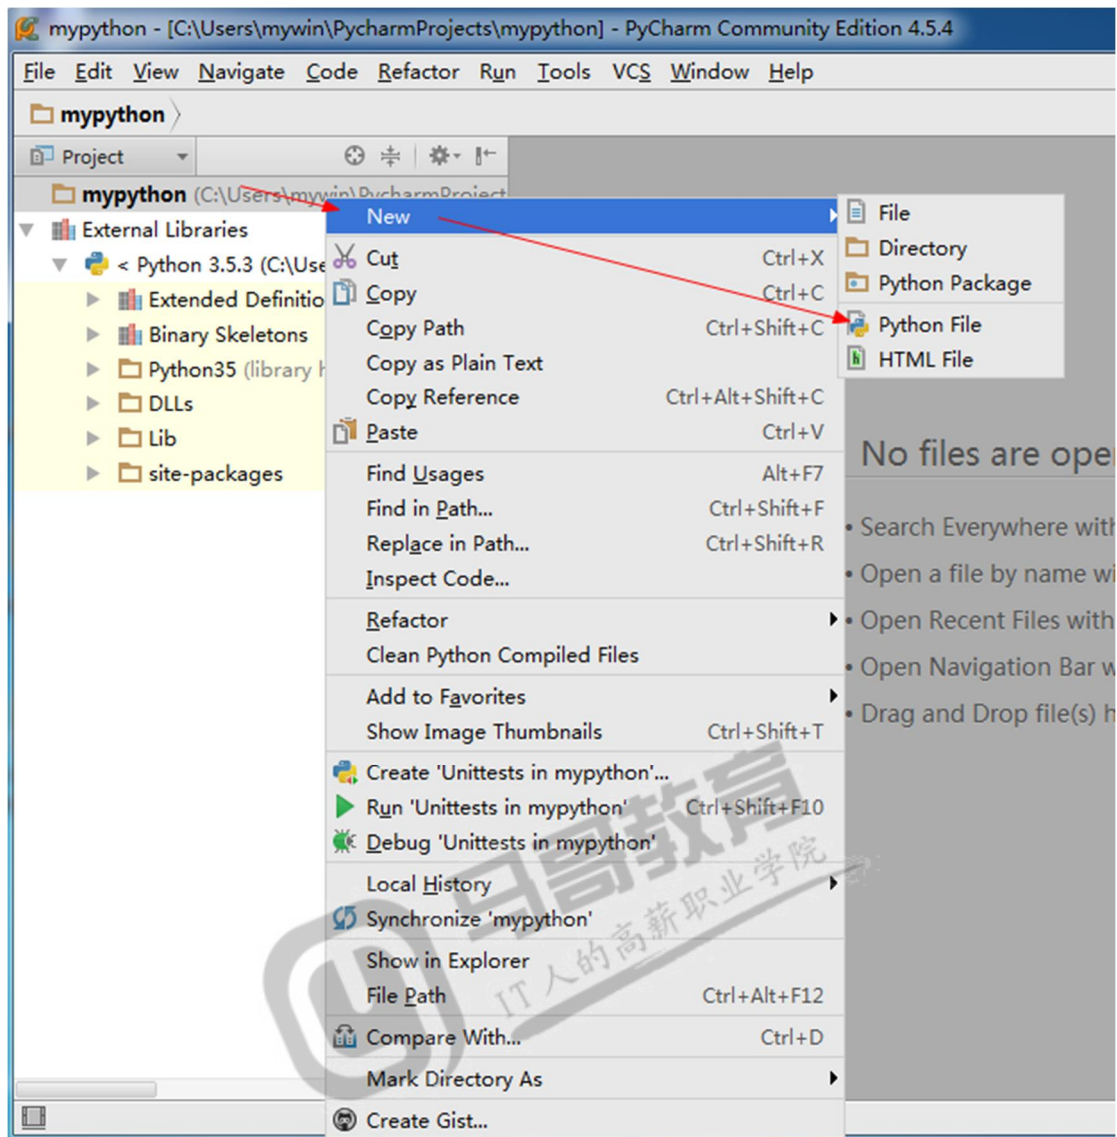 mypython - [C:\Users\mywin\PycharmProjects\mypython] - PyCharm Community Edition 4.5.4
File Edit View Navigate Code Refactor Run Tools VCS Window Help
mypython
Project
mypython (C:\Users\mywin\PycharmProject
External Libraries
< Python 3.5.3 (C:\Use
Extended Definitio
Binary Skeletons
Python35 (library h
DLLs
Lib
site-packages
New
Cut Ctrl+X
Copy Ctrl+C
Copy Path Ctrl+Shift+C
Copy as Plain Text
Copy Reference Ctrl+Alt+Shift+C
Paste Ctrl+V
Find Usages Alt+F7
Find in Path... Ctrl+Shift+F
Replace in Path... Ctrl+Shift+R
Inspect Code...
Refactor
Clean Python Compiled Files
Add to Favorites
Show Image Thumbnails Ctrl+Shift+T
Create 'Unittests in mypython'...
Run 'Unittests in mypython' Ctrl+Shift+F10
Debug 'Unittests in mypython'
Local History
Synchronize 'mypython'
Show in Explorer
File Path Ctrl+Alt+F12
Compare With... Ctrl+D
Mark Directory As
Create Gist...
File
Directory
Python Package
Python File
HTML File
No files are ope
• Search Everywhere with
• Open a file by name wi
• Open Recent Files with
• Open Navigation Bar w
• Drag and Drop file(s) h
马哥教育
IT人的高薪职业学院